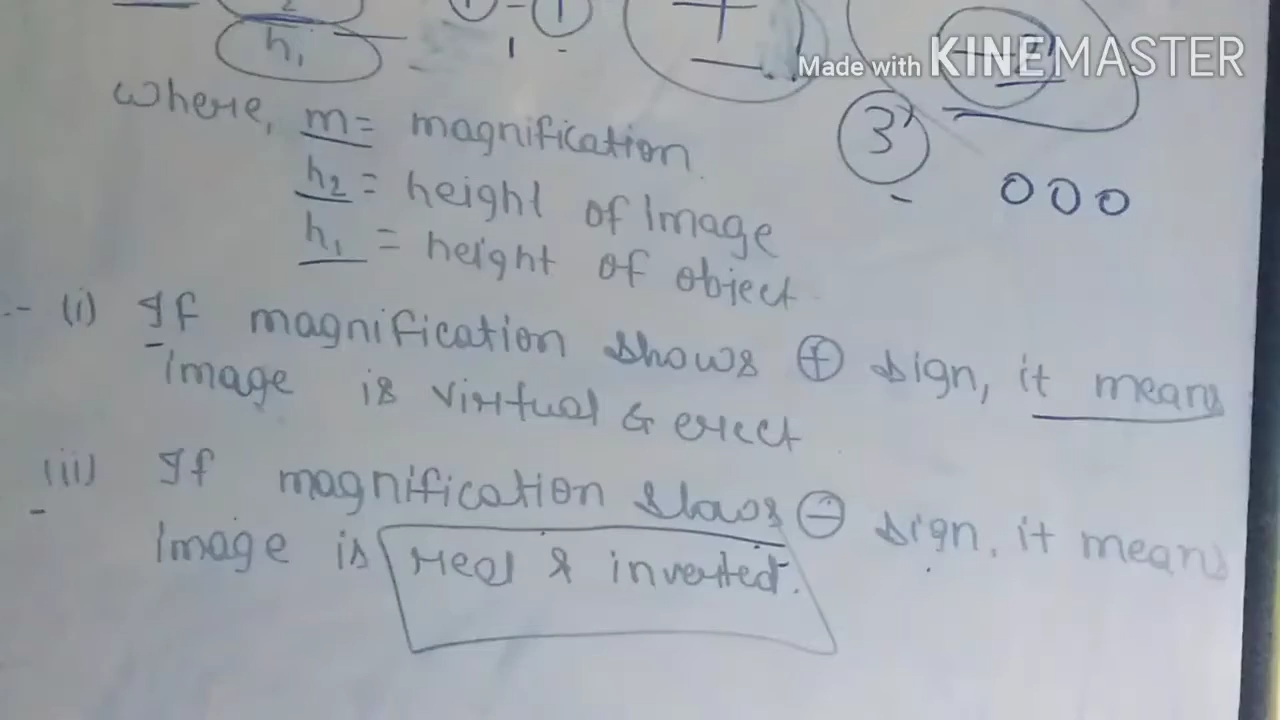 h₁
Made with KINEMASTER
where, m = magnification
3
h₂ = height of Image
000
h₁ = height of object
:- (i) If magnification shows ⊕ sign, it means
image is virtual & erect
(ii) If magnification shows ⊖ sign, it means
Image is real & inverted.